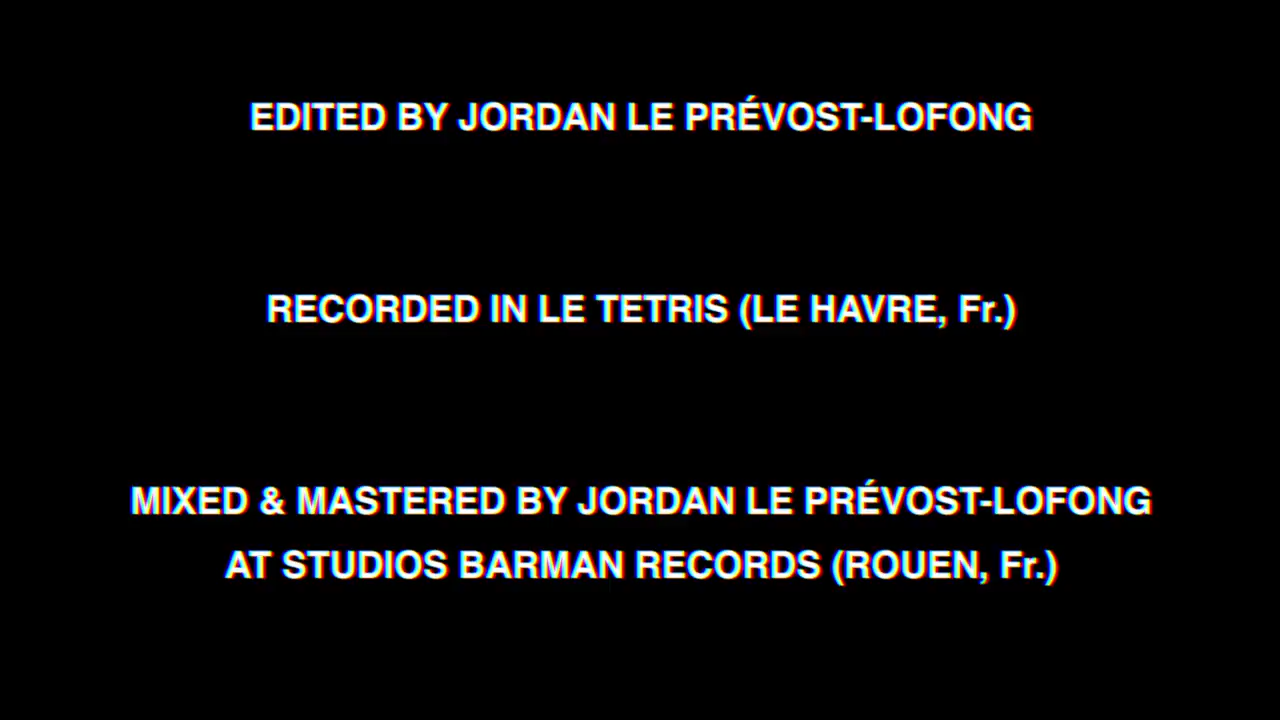 EDITED BY JORDAN LE PRÉVOST-LOFONG
RECORDED IN LE TETRIS (LE HAVRE, Fr.)
MIXED & MASTERED BY JORDAN LE PRÉVOST-LOFONG
AT STUDIOS BARMAN RECORDS (ROUEN, Fr.)